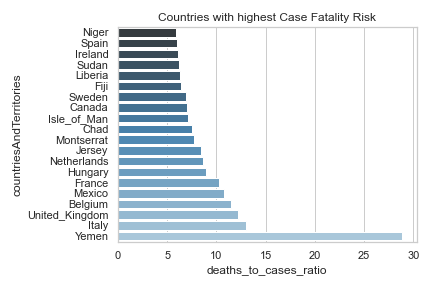 Countries with highest Case Fatality Risk
countriesAndTerritories
Niger
Spain
Ireland
Sudan
Liberia
Fiji
Sweden
Canada
Isle_of_Man
Chad
Montserrat
Jersey
Netherlands
Hungary
France
Mexico
Belgium
United_Kingdom
Italy
Yemen
0 5 10 15 20 25 30
deaths_to_cases_ratio